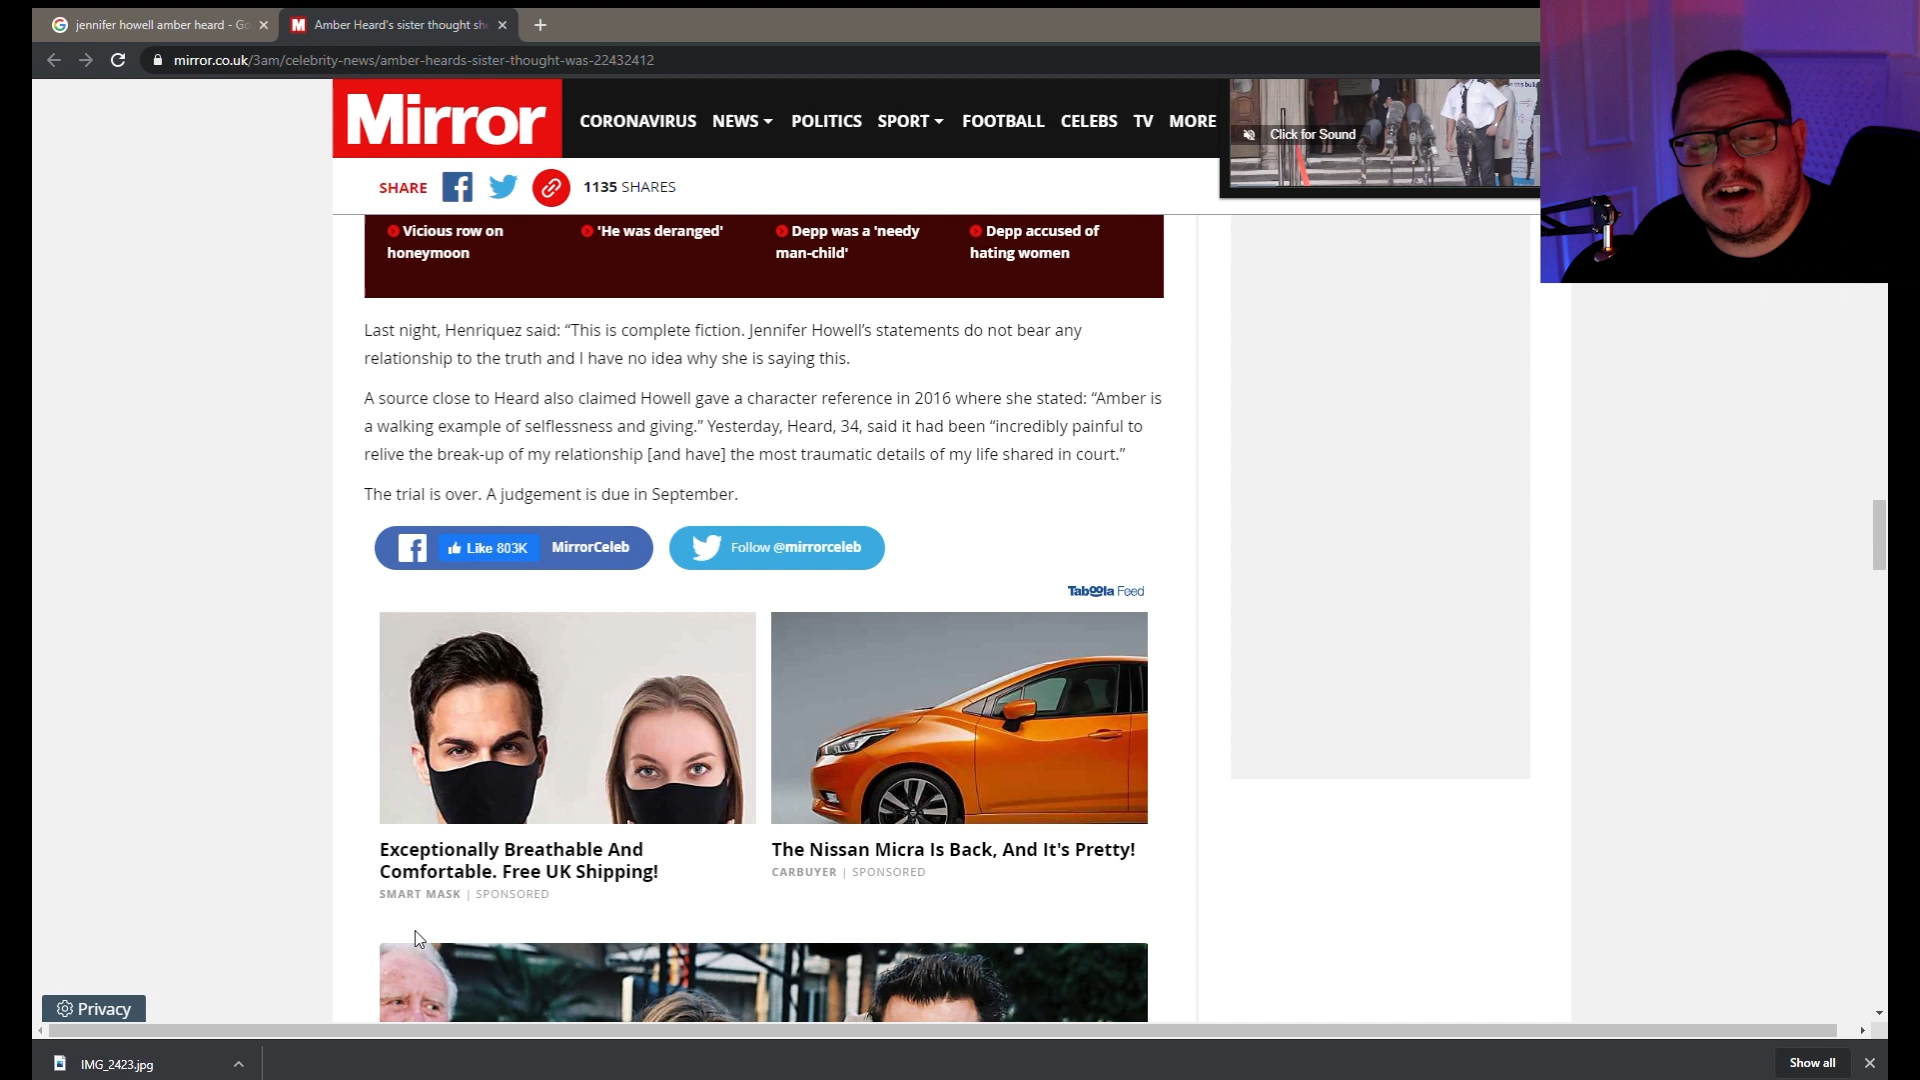 jennifer howell amber heard - Go
Amber Heard's sister thought sh
mirror.co.uk/3am/celebrity-news/amber-heards-sister-thought-was-22432412
Mirror
CORONAVIRUS NEWS POLITICS SPORT FOOTBALL CELEBS TV MORE
Click for Sound
SHARE 1135 SHARES
Vicious row on
honeymoon
'He was deranged'
Depp was a 'needy
man-child'
Depp accused of
hating women
Last night, Henriquez said: “This is complete fiction. Jennifer Howell’s statements do not bear any
relationship to the truth and I have no idea why she is saying this.
A source close to Heard also claimed Howell gave a character reference in 2016 where she stated: “Amber is
a walking example of selflessness and giving.” Yesterday, Heard, 34, said it had been “incredibly painful to
relive the break-up of my relationship [and have] the most traumatic details of my life shared in court.”
The trial is over. A judgement is due in September.
Like 803K MirrorCeleb
Follow @mirrorceleb
Taboola Feed
Exceptionally Breathable And
Comfortable. Free UK Shipping!
SMART MASK | SPONSORED
The Nissan Micra Is Back, And It's Pretty!
CARBUYER | SPONSORED
Privacy
IMG_2423.jpg
Show all